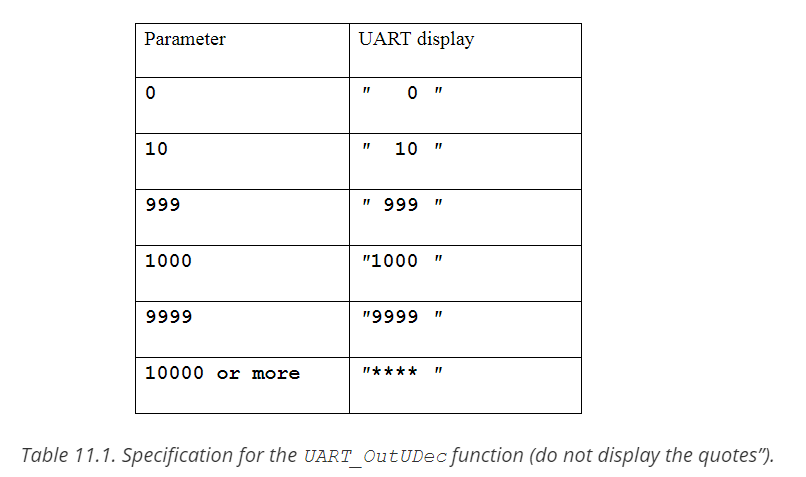 Parameter UART display
0 "   0 "
10 "  10 "
999 " 999 "
1000 "1000 "
9999 "9999 "
10000 or more "**** "
Table 11.1. Specification for the UART_OutUDec function (do not display the quotes”).